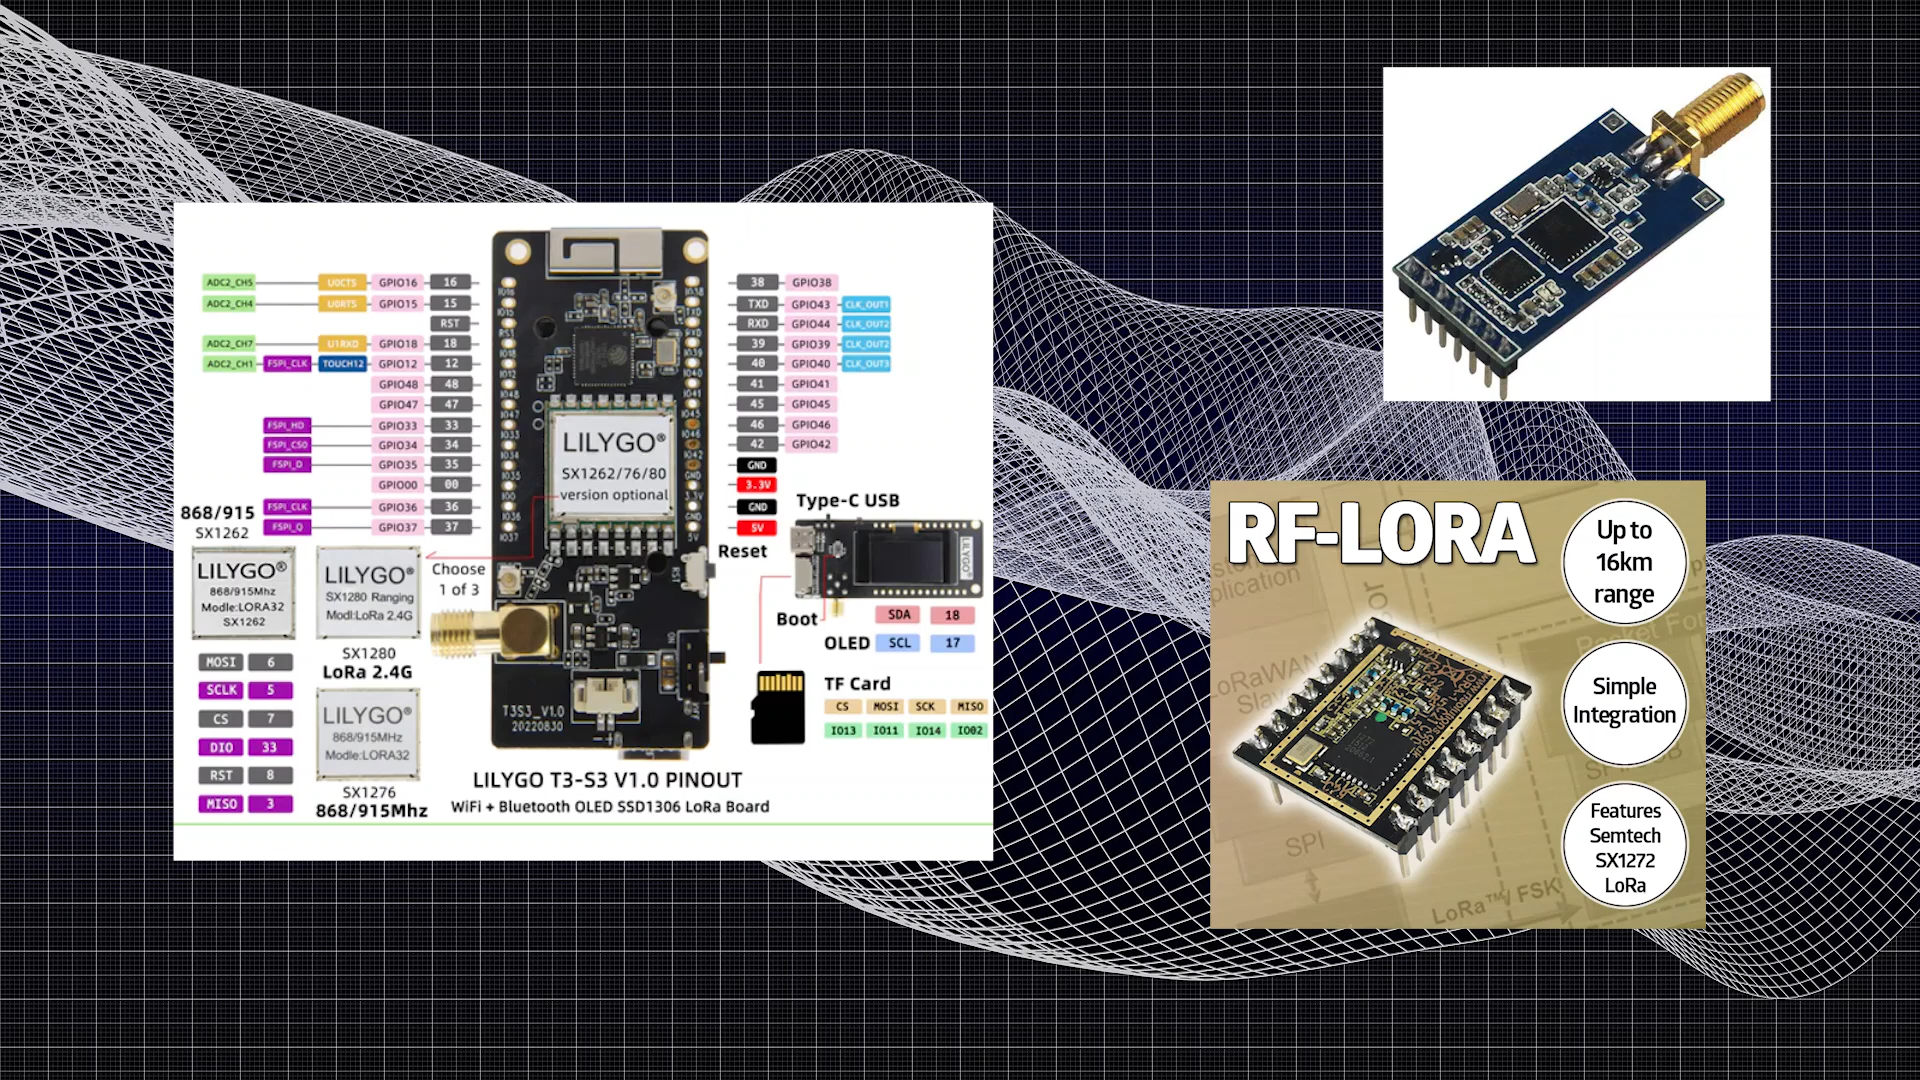 ADC2_CH5 U0CTS GPIO16 16
ADC2_CH4 U0RTS GPIO15 15
RST
ADC2_CH7 U1RXD GPIO18 18
ADC2_CH1 FSPI_CLK TOUCH12 GPIO12 12
GPIO48 48
GPIO47 47
FSPI_HD GPIO33 33
FSPI_CS0 GPIO34 34
FSPI_D GPIO35 35
GPIO00 00
FSPI_CLK GPIO36 36
FSPI_Q GPIO37 37
38 GPIO38
TXD GPIO43 CLK_OUT1
RXD GPIO44 CLK_OUT2
39 GPIO39 CLK_OUT2
40 GPIO40 CLK_OUT3
41 GPIO41
45 GPIO45
46 GPIO46
42 GPIO42
GND
3.3V
GND
5V
LILYGO®
SX1262/76/80
version optional
868/915
SX1262
LILYGO®
868/915Mhz
Modle:LORA32
SX1262
LILYGO®
SX1280 Ranging
Modl:LoRa 2.4G
SX1280
LoRa 2.4G
LILYGO®
868/915MHz
Modle:LORA32
SX1276
868/915Mhz
Choose
1 of 3
MOSI 6
SCLK 5
CS 7
DIO 33
RST 8
MISO 3
Reset
Type-C USB
LILYGO
Boot
SDA 18
OLED SCL 17
TF Card
CS MOSI SCK MISO
IO13 IO11 IO14 IO02
T3S3_V1.0
20220830
LILYGO T3-S3 V1.0 PINOUT
WiFi + Bluetooth OLED SSD1306 LoRa Board
RF-LORA
Up to
16km
range
Simple
Integration
Features
Semtech
SX1272
LoRa
SPI
LoRa™/ FSK